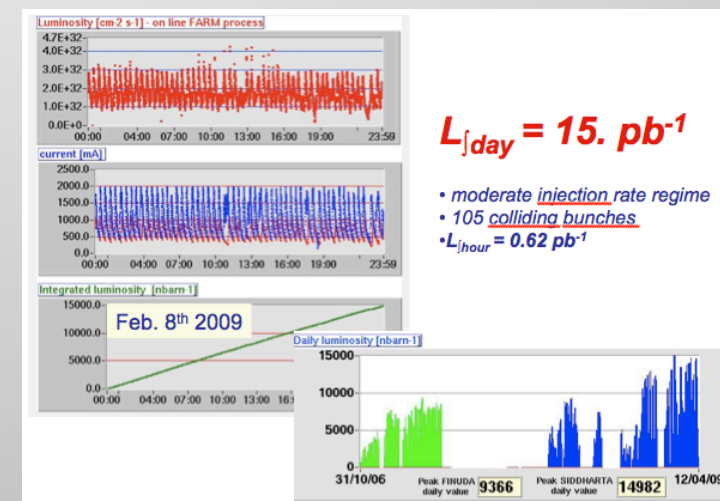 Luminosity [cm-2 s-1] - on line FARM process
4.7E+32
4.0E+32
3.0E+32
2.0E+32
1.0E+32
0.0E+0
00:00 04:00 07:00 10:00 13:00 16:00 19:00 23:59
current [mA]
2500.0
2000.0
1500.0
1000.0
500.0
0.0
00:00 04:00 07:00 10:00 13:00 16:00 19:00 23:59
Integrated luminosity [nbarn-1]
15000.0
10000.0
5000.0
0.0
00:00 04:00 07:00 10:00 13:00 16:
Feb. 8th 2009
L∫day = 15. pb-1
• moderate injection rate regime
• 105 colliding bunches
•L∫hour = 0.62 pb-1
Daily luminosity [nbarn-1]
15000
10000
5000
0
31/10/06 12/04/09
Peak FINUDA daily value 9366
Peak SIDDHARTA daily value 14982